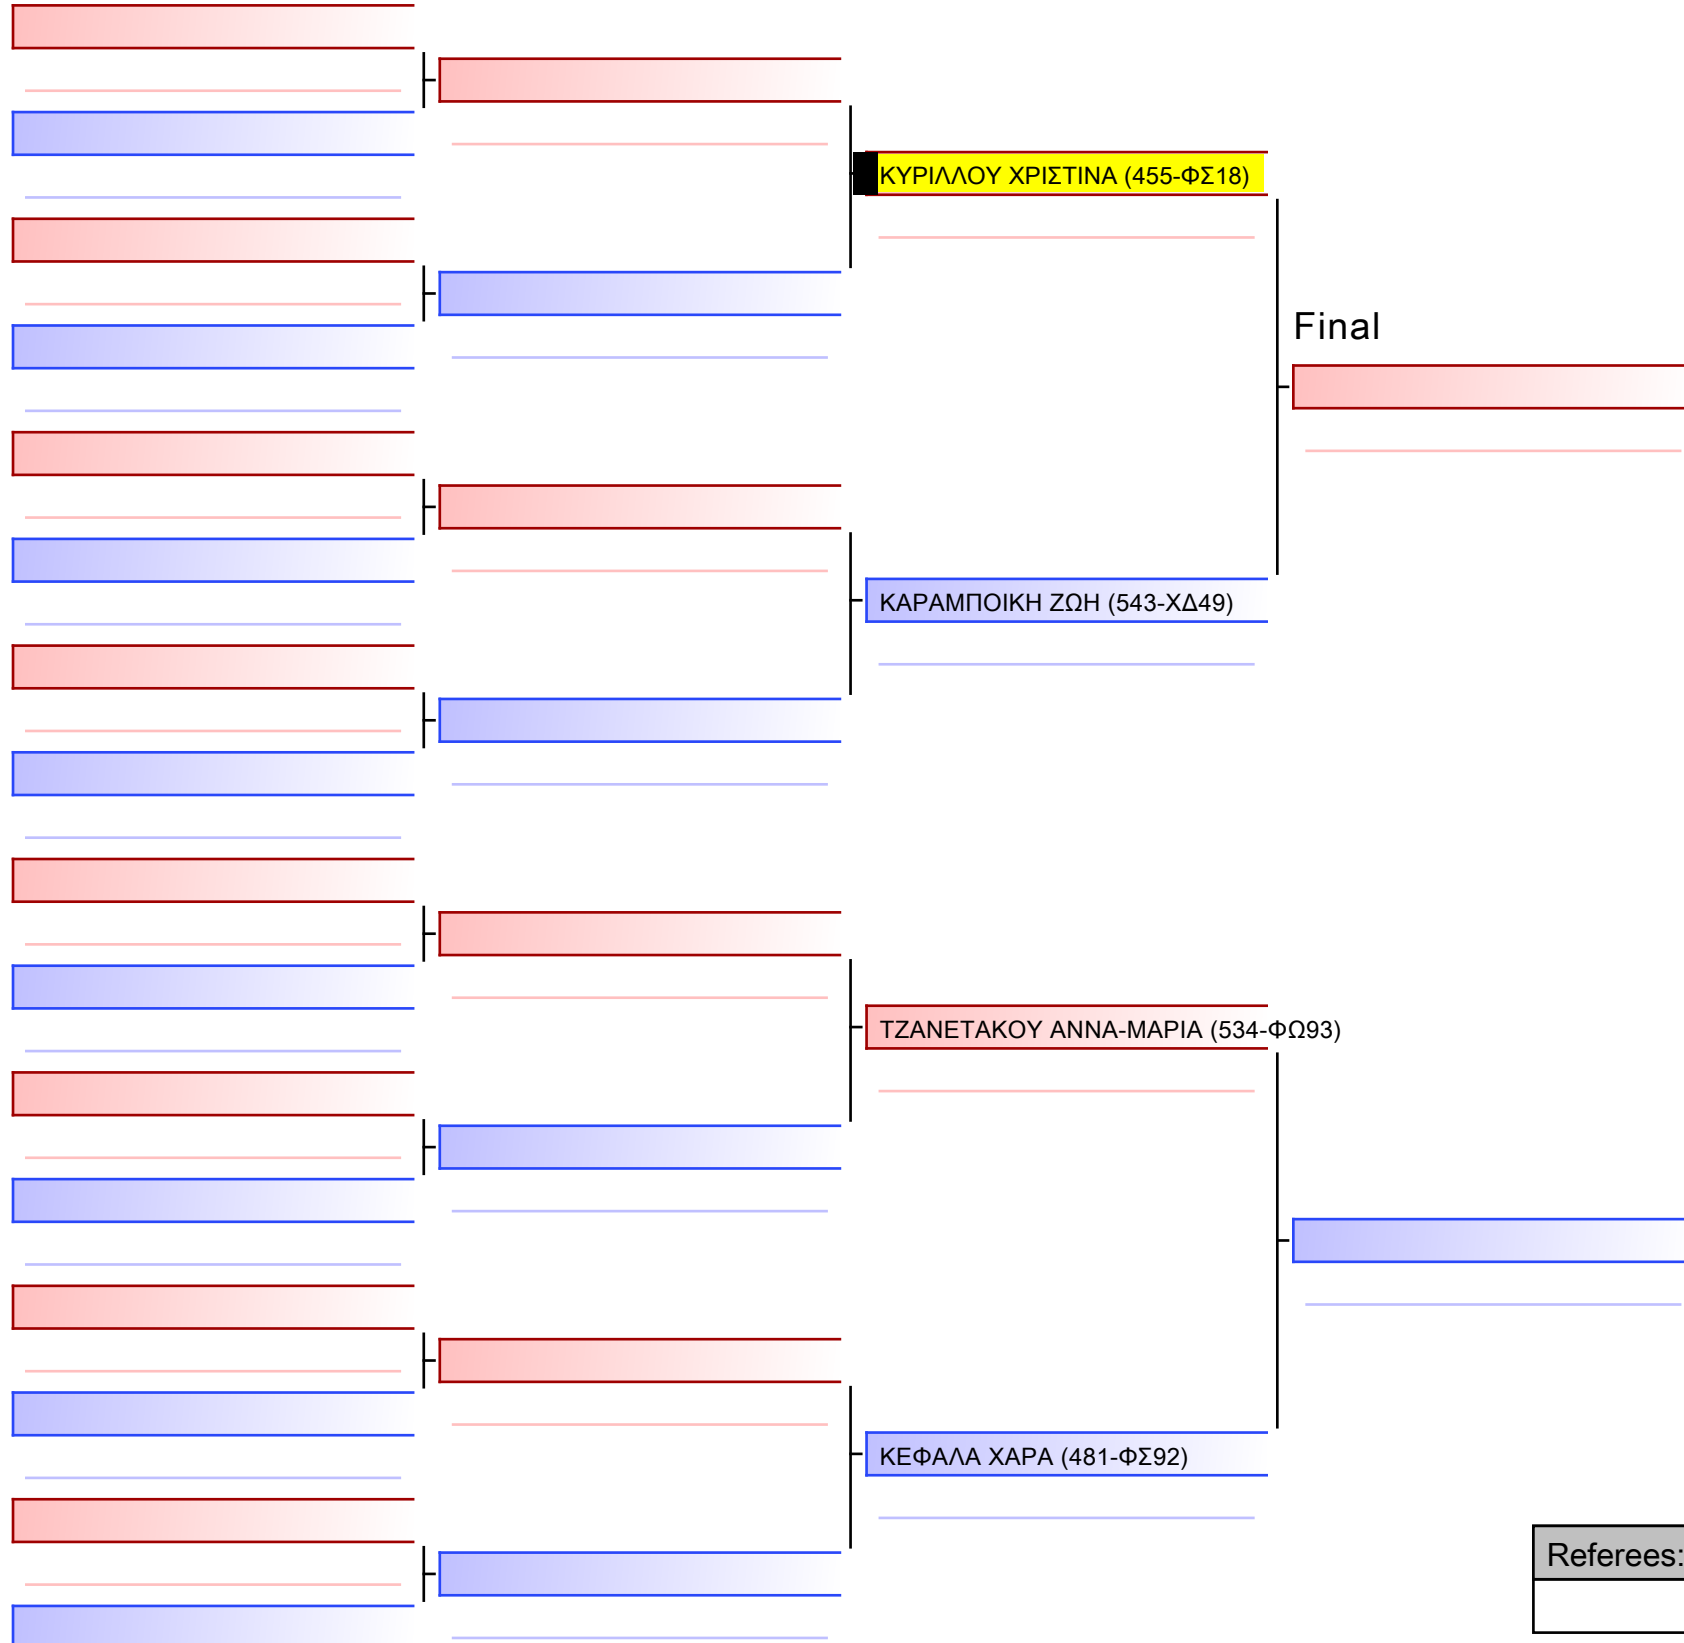 ΚΥΡΙΛΛΟΥ ΧΡΙΣΤΙΝΑ (455-ΦΣ18)
Final
ΚΑΡΑΜΠΟΙΚΗ ΖΩΗ (543-ΧΔ49)
ΤΖΑΝΕΤΑΚΟΥ ΑΝΝΑ-ΜΑΡΙΑ (534-ΦΩ93)
ΚΕΦΑΛΑ ΧΑΡΑ (481-ΦΣ92)
Referees: